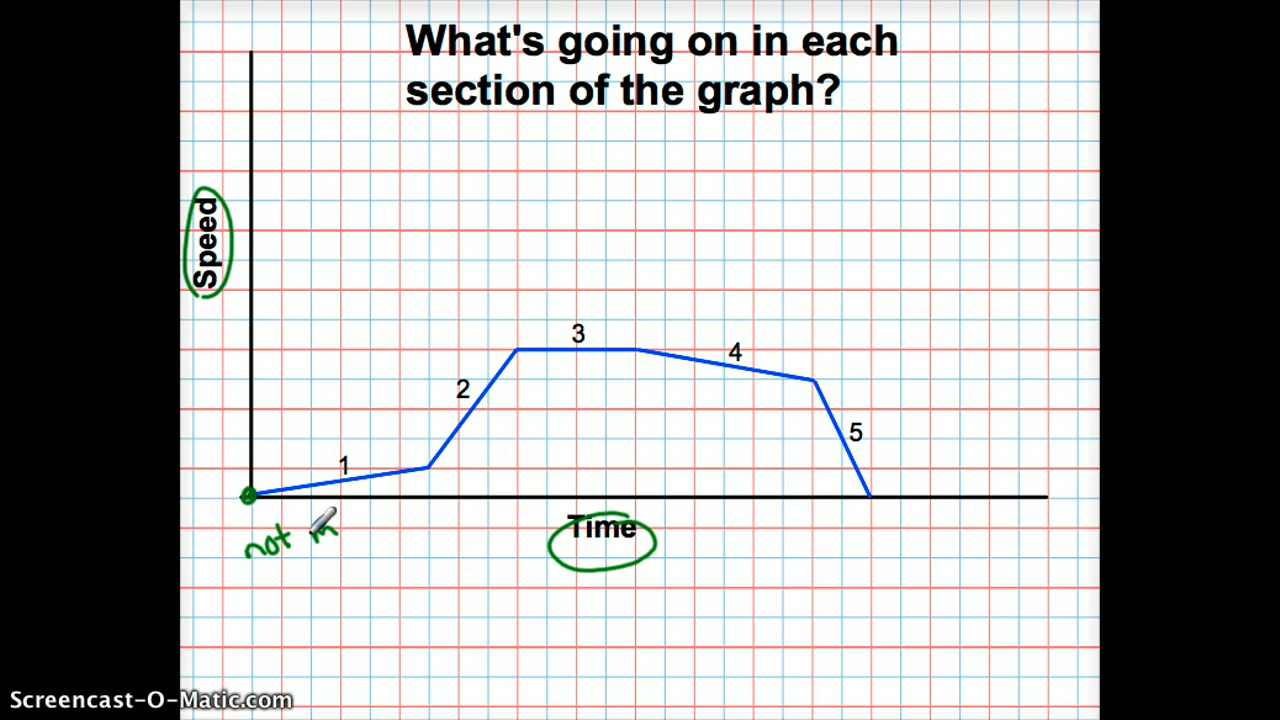 What's going on in each
section of the graph?
Speed
3
4
2
5
1
Time
not m
Screencast-O-Matic.com